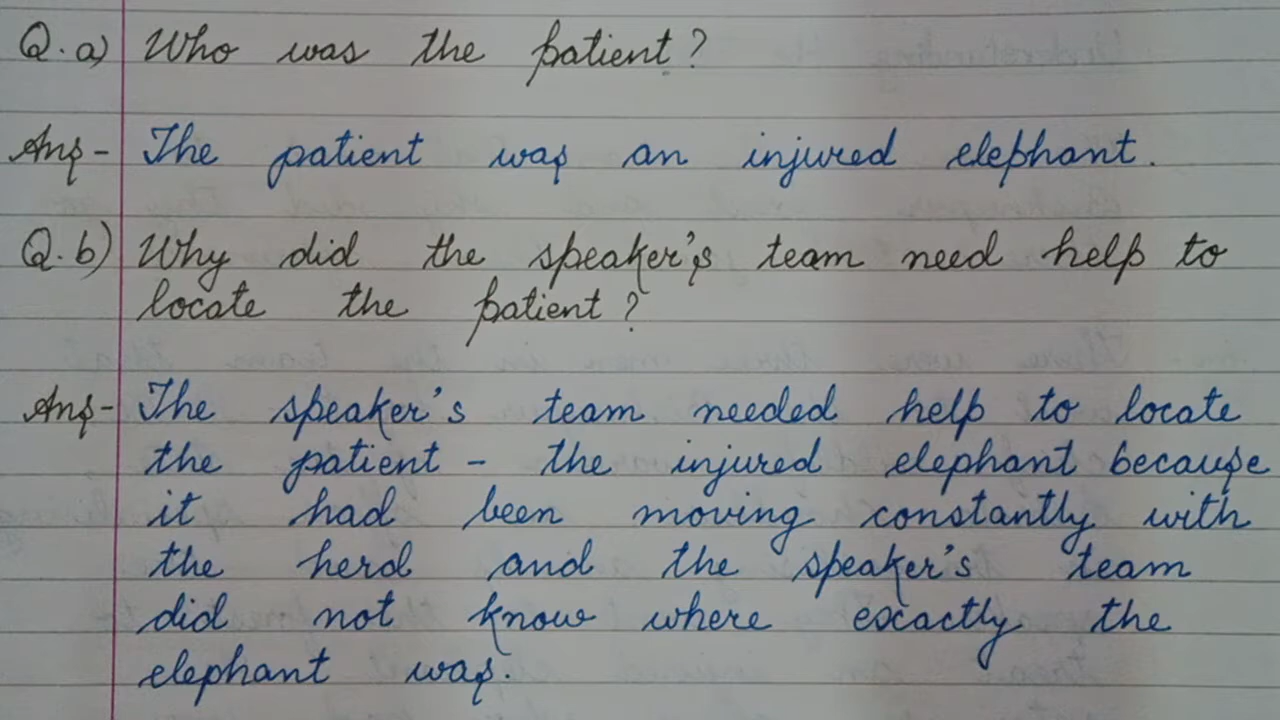 Q. a) Who was the patient?
Ans - The patient was an injured elephant.
Q. b) Why did the speaker's team need help to
locate the patient?
Ans - The speaker's team needed help to locate
the patient - the injured elephant because
it had been moving constantly with
the herd and the speaker's team
did not know where exactly the
elephant was.